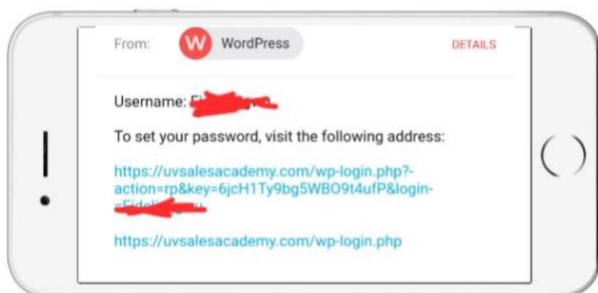 From: W WordPress DETAILS
Username:
To set your password, visit the following address:
https://uvsalesacademy.com/wp-login.php?-
action=rp&key=6jcH1Ty9bg5WBO9t4ufP&login-
https://uvsalesacademy.com/wp-login.php